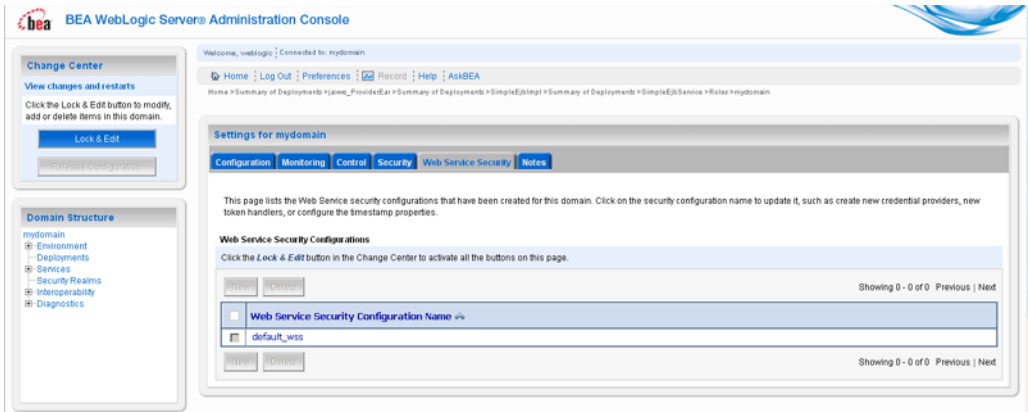 bea BEA WebLogic Server® Administration Console
Change Center
View changes and restarts
Click the Lock & Edit button to modify,
add or delete items in this domain.
Lock & Edit
Release Configuration
Domain Structure
mydomain
Environment
Deployments
Services
Security Realms
Interoperability
Diagnostics
Welcome, weblogic Connected to: mydomain
Home Log Out Preferences Record Help AskBEA
Home >Summary of Deployments >jaxws_ProviderEar >Summary of Deployments >SimpleEjbImpl >Summary of Deployments >SimpleEjbService >Roles >mydomain
Settings for mydomain
Configuration Monitoring Control Security Web Service Security Notes
This page lists the Web Service security configurations that have been created for this domain. Click on the security configuration name to update it, such as create new credential providers, new
token handlers, or configure the timestamp properties.
Web Service Security Configurations
Click the Lock & Edit button in the Change Center to activate all the buttons on this page.
New Delete Showing 0 - 0 of 0 Previous | Next
Web Service Security Configuration Name
default_wss
New Delete Showing 0 - 0 of 0 Previous | Next